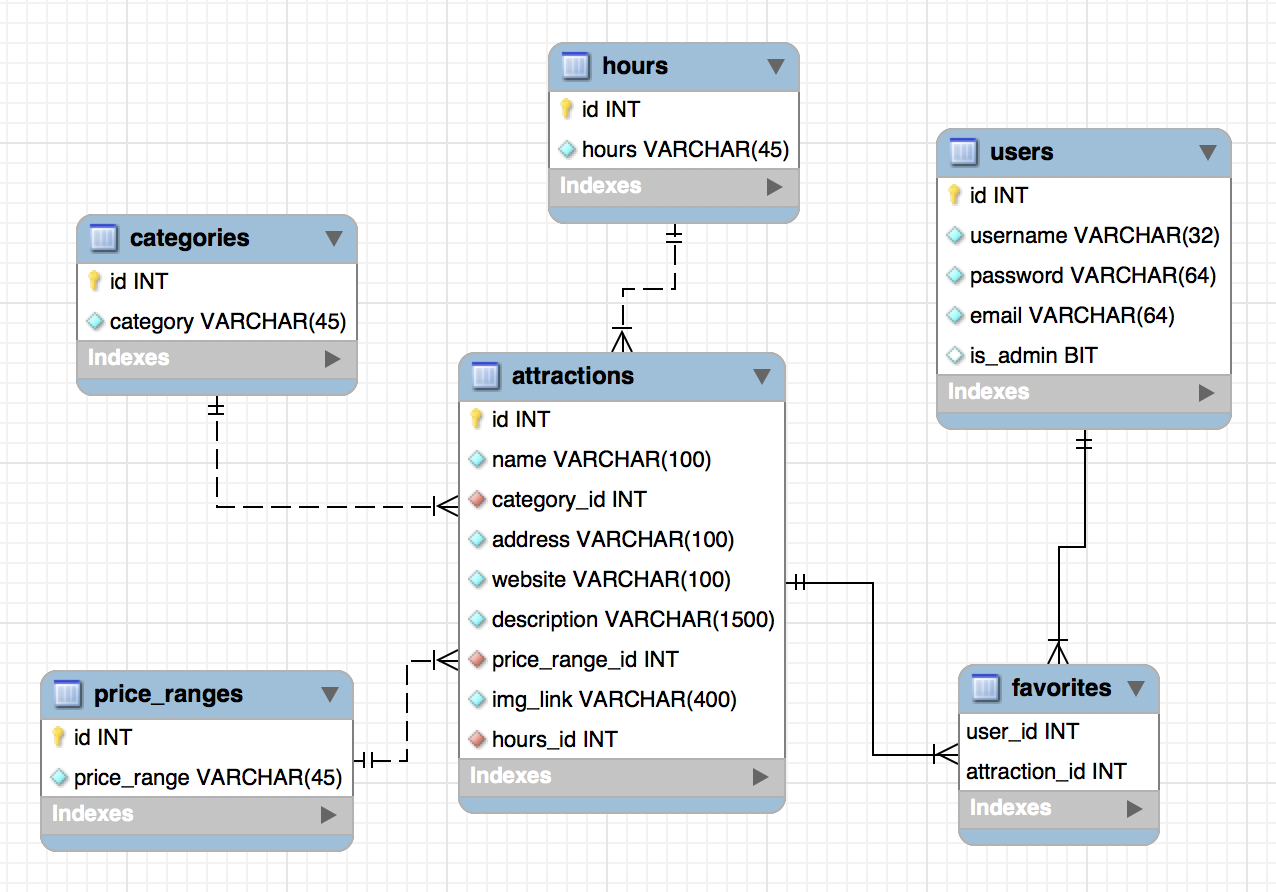 hours
id INT
hours VARCHAR(45)
Indexes
users
id INT
username VARCHAR(32)
password VARCHAR(64)
email VARCHAR(64)
is_admin BIT
Indexes
categories
id INT
category VARCHAR(45)
Indexes
attractions
id INT
name VARCHAR(100)
category_id INT
address VARCHAR(100)
website VARCHAR(100)
description VARCHAR(1500)
price_range_id INT
img_link VARCHAR(400)
hours_id INT
Indexes
price_ranges
id INT
price_range VARCHAR(45)
Indexes
favorites
user_id INT
attraction_id INT
Indexes